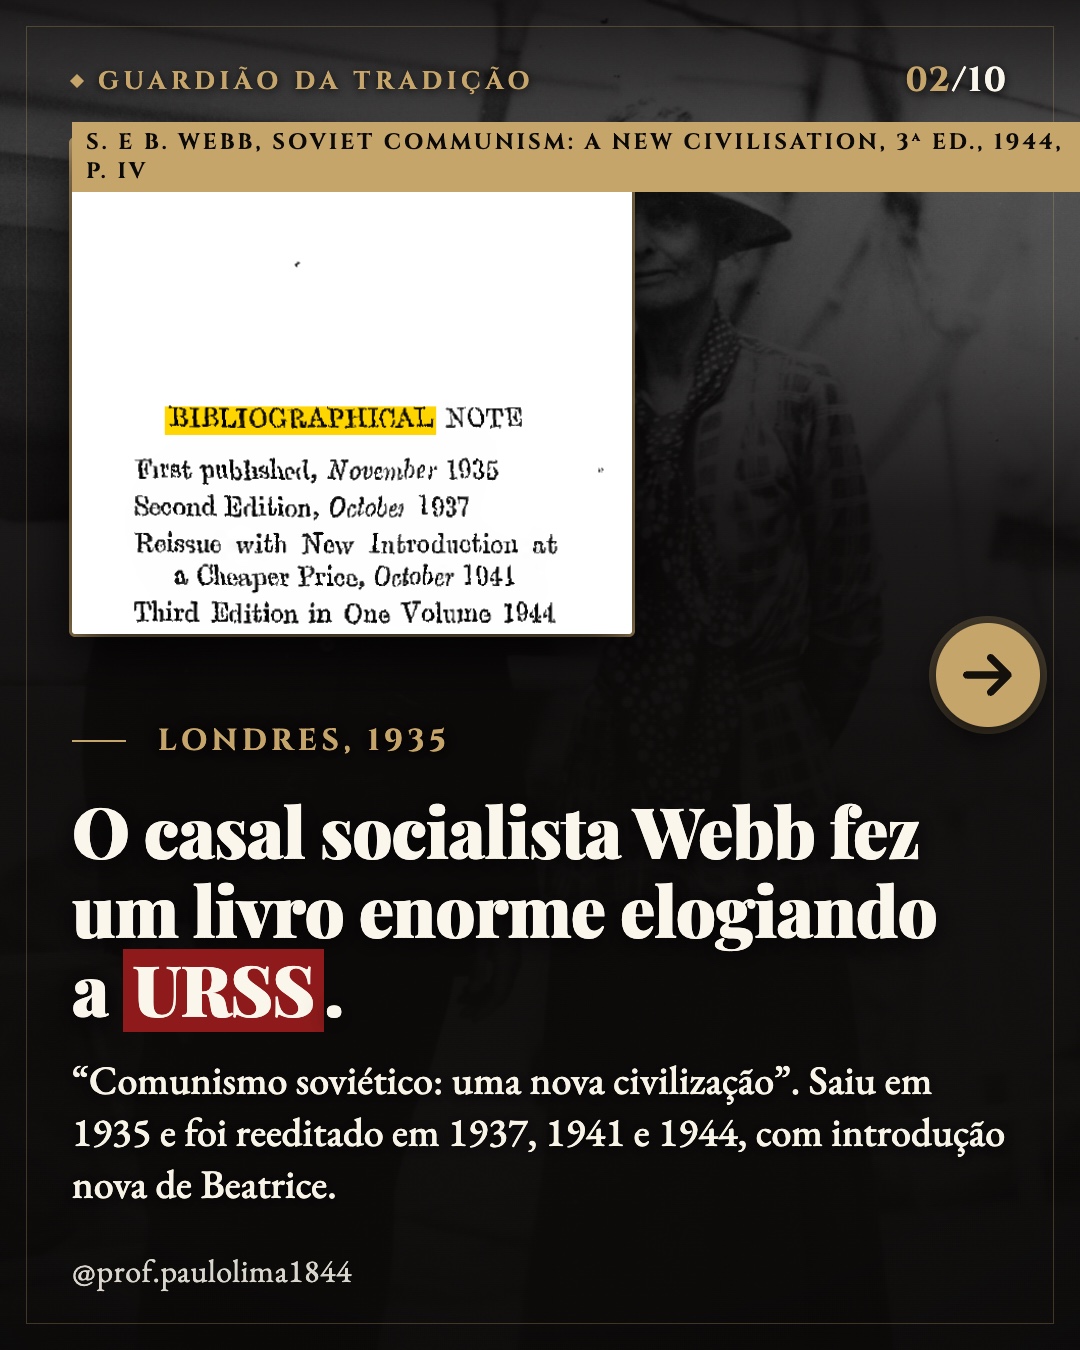 ◆ GUARDIÃO DA TRADIÇÃO
02/10
S. E B. WEBB, SOVIET COMMUNISM: A NEW CIVILISATION, 3ª ED., 1944,
P. IV
BIBLIOGRAPHICAL NOTE
First published, November 1935
Second Edition, October 1937
Reissue with New Introduction at
a Cheaper Price, October 1941
Third Edition in One Volume 1944
LONDRES, 1935
O casal socialista Webb fez
um livro enorme elogiando
a URSS.
“Comunismo soviético: uma nova civilização”. Saiu em
1935 e foi reeditado em 1937, 1941 e 1944, com introdução
nova de Beatrice.
@prof.paulolima1844